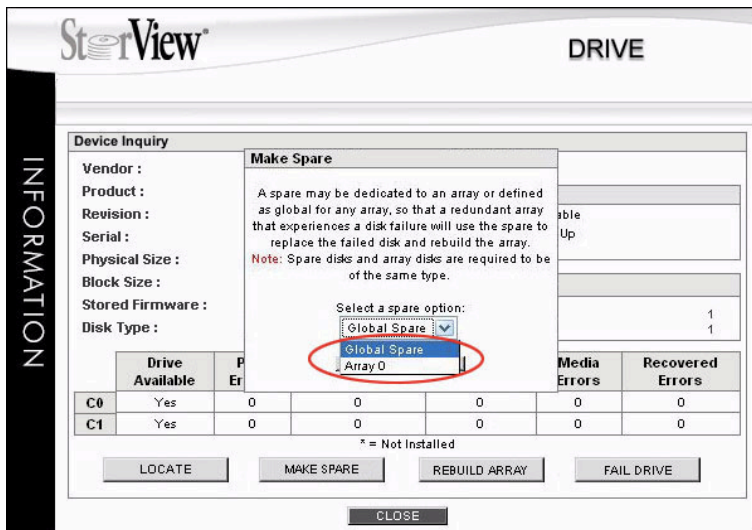 StorView®
DRIVE
INFORMATION
Device Inquiry
Vendor :
Product :
Revision :
Serial :
Physical Size :
Block Size :
Stored Firmware :
Disk Type :
Up
1
1
Make Spare
A spare may be dedicated to an array or defined
as global for any array, so that a redundant array
that experiences a disk failure will use the spare to
replace the failed disk and rebuild the array.
Note: Spare disks and array disks are required to be
of the same type.
Select a spare option:
Global Spare
Global Spare
Array 0
Drive Available Media Errors Recovered Errors
C0 Yes 0 0 0 0 0
C1 Yes 0 0 0 0 0
* = Not Installed
LOCATE MAKE SPARE REBUILD ARRAY FAIL DRIVE
CLOSE